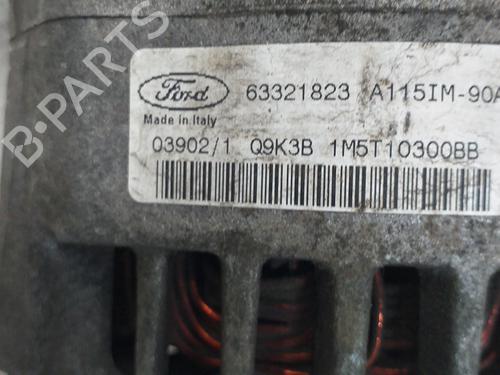 B-PARTS
Ford 63321823 A115IM-90A
Made in Italy
03902/1 Q9K3B 1M5T10300BB